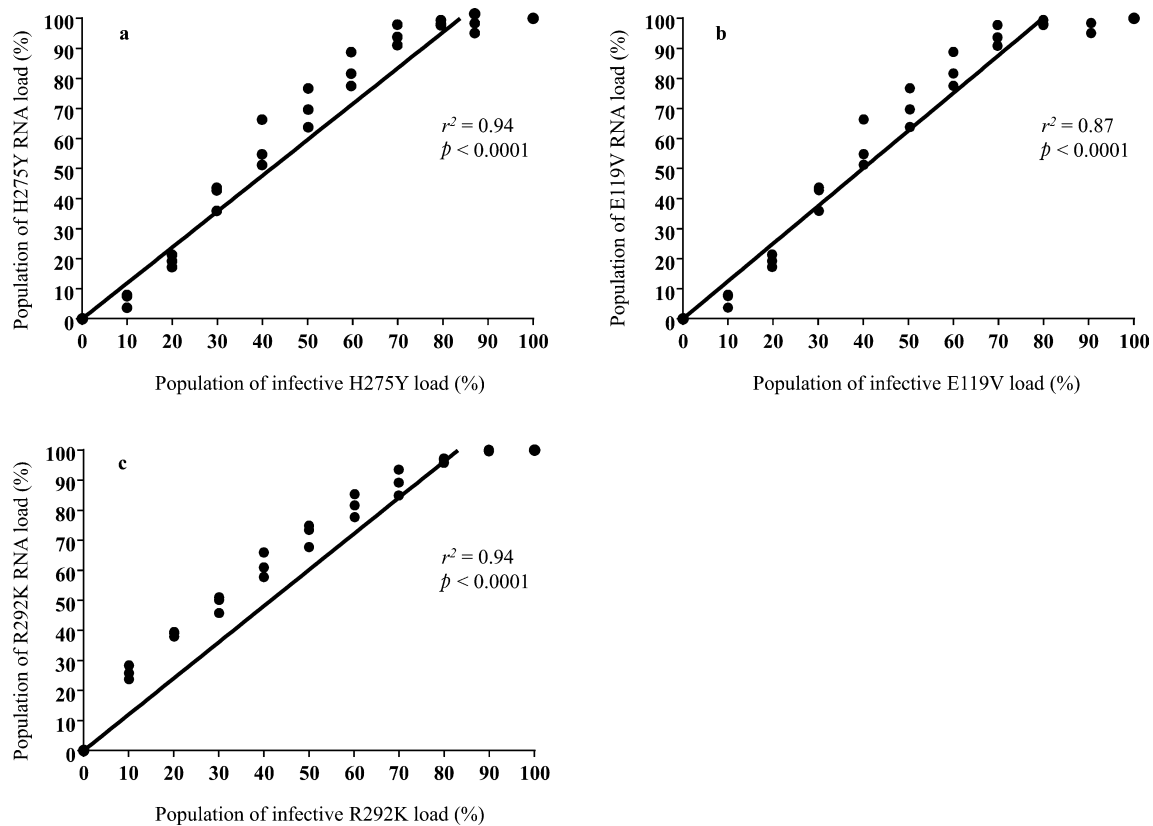 a
Population of H275Y RNA load (%)
100
90
80
70
60
50
40
30
20
10
0
r² = 0.94
p < 0.0001
0 10 20 30 40 50 60 70 80 90 100
Population of infective H275Y load (%)
b
Population of E119V RNA load (%)
100
90
80
70
60
50
40
30
20
10
0
r² = 0.87
p < 0.0001
0 10 20 30 40 50 60 70 80 90 100
Population of infective E119V load (%)
c
Population of R292K RNA load (%)
100
90
80
70
60
50
40
30
20
10
0
r² = 0.94
p < 0.0001
0 10 20 30 40 50 60 70 80 90 100
Population of infective R292K load (%)